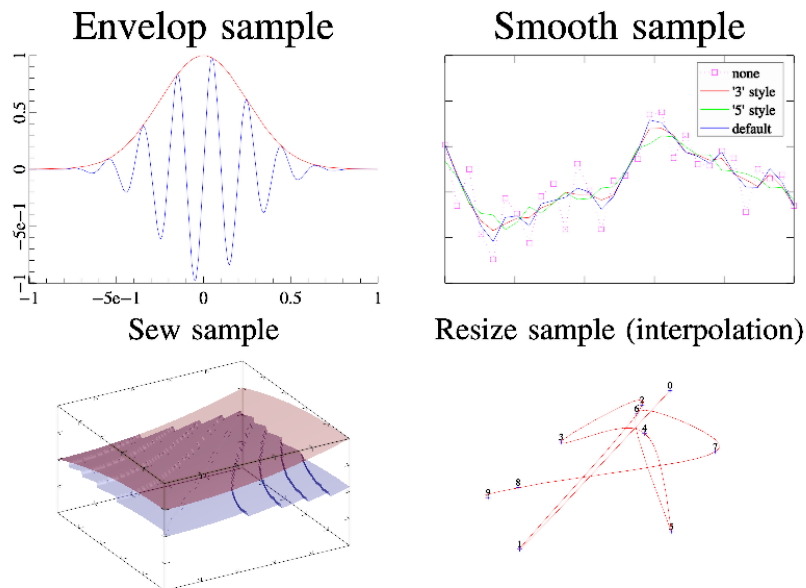 Envelop sample
Smooth sample
1
0.5
0
−5e−1
−1
−1
−5e−1
0
0.5
1
none
'3' style
'5' style
default
Sew sample
Resize sample (interpolation)
0
2
6
4
3
7
8
9
5
1